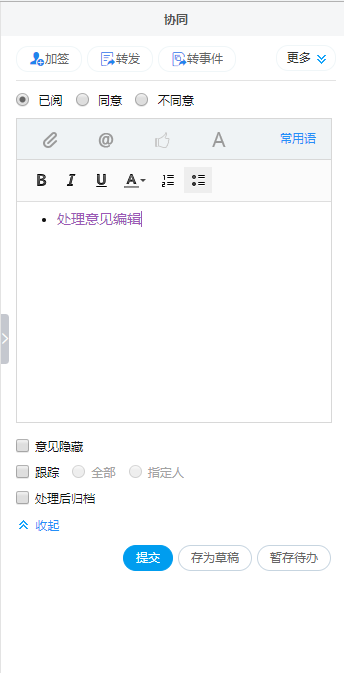 协同
加签 转发 转事件 更多
已阅 同意 不同意
@ A 常用语
B I U A
处理意见编辑
意见隐藏
跟踪 全部 指定人
处理后归档
收起
提交 存为草稿 暂存待办